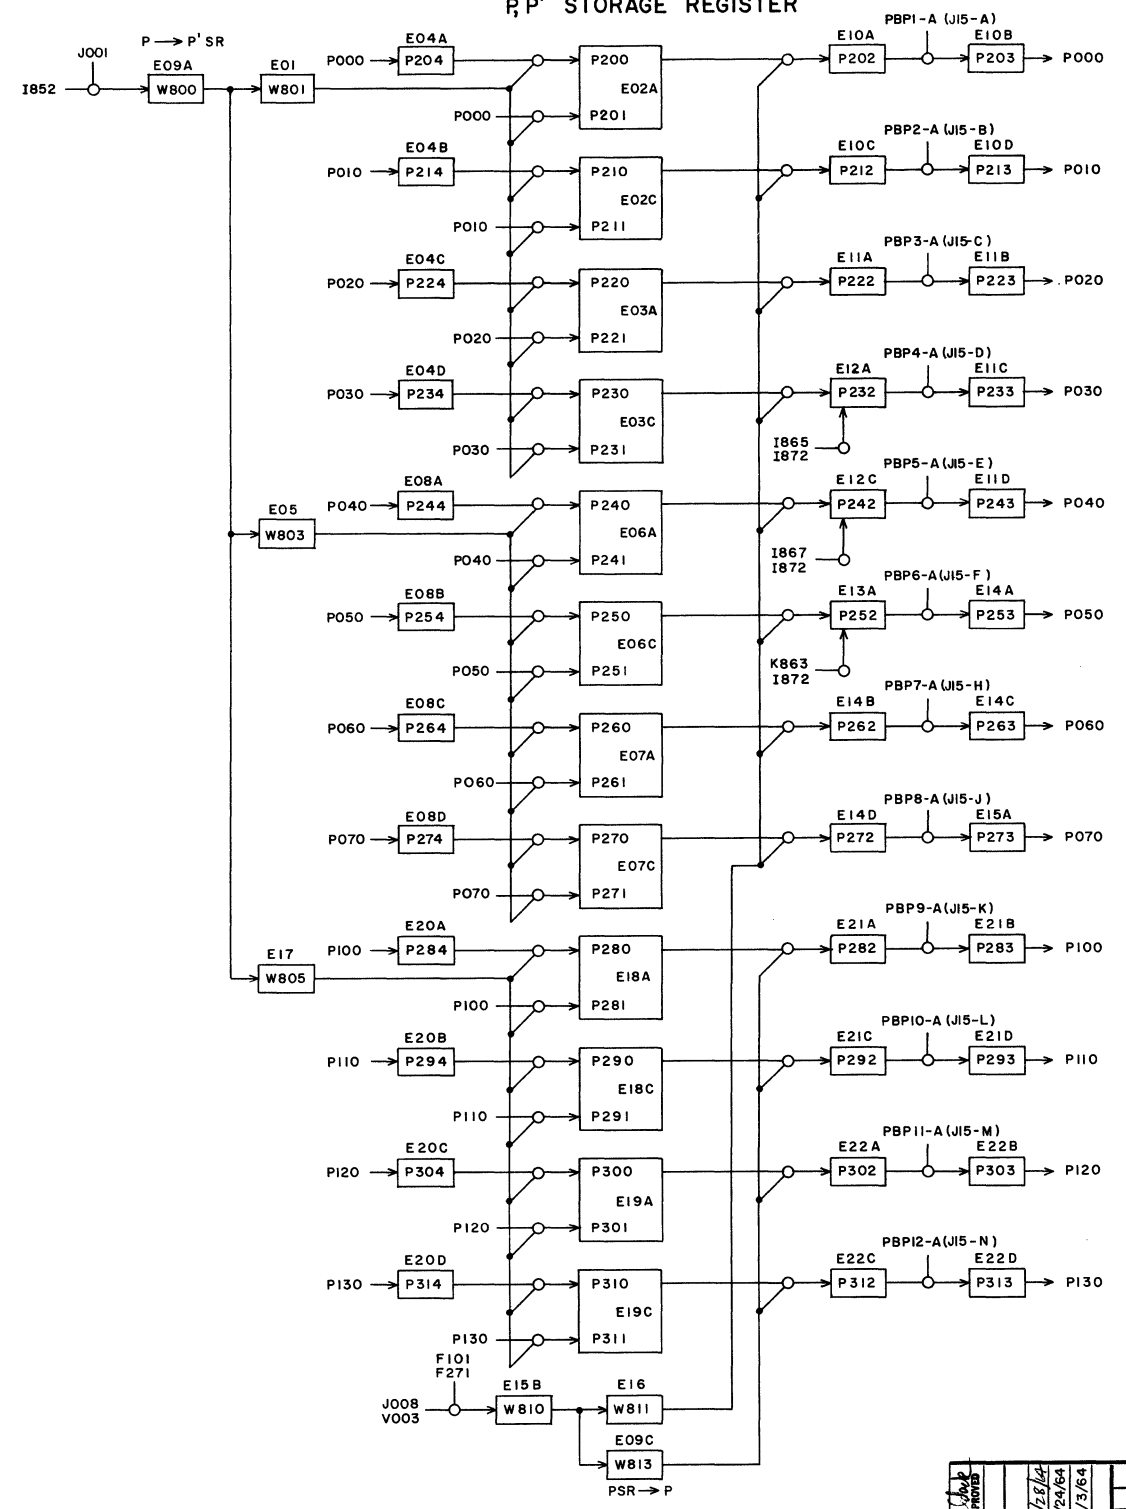 P, P' STORAGE REGISTER
P → P' SR
J001
I852
E09A
W800
E01
W801
E04A
P000
P204
P200
E02A
P000
P201
PBP1-A (J15-A)
E10A
P202
E10B
P203
P000
E04B
P010
P214
P210
E02C
P010
P211
PBP2-A (J15-B)
E10C
P212
E10D
P213
P010
E04C
P020
P224
P220
E03A
P020
P221
PBP3-A (J15-C)
E11A
P222
E11B
P223
P020
E04D
P030
P234
P230
E03C
P030
P231
PBP4-A (J15-D)
E12A
P232
E11C
P233
P030
I865
I872
E05
W803
E08A
P040
P244
P240
E06A
P040
P241
PBP5-A (J15-E)
E12C
P242
E11D
P243
P040
I867
I872
E08B
P050
P254
P250
E06C
P050
P251
PBP6-A (J15-F)
E13A
P252
E14A
P253
P050
K863
I872
E08C
P060
P264
P260
E07A
P060
P261
PBP7-A (J15-H)
E14B
P262
E14C
P263
P060
E08D
P070
P274
P270
E07C
P070
P271
PBP8-A (J15-J)
E14D
P272
E15A
P273
P070
E17
W805
E20A
P100
P284
P280
E18A
P100
P281
PBP9-A (J15-K)
E21A
P282
E21B
P283
P100
E20B
P110
P294
P290
E18C
P110
P291
PBP10-A (J15-L)
E21C
P292
E21D
P293
P110
E20C
P120
P304
P300
E19A
P120
P301
PBP11-A (J15-M)
E22A
P302
E22B
P303
P120
E20D
P130
P314
P310
E19C
P130
P311
PBP12-A (J15-N)
E22C
P312
E22D
P313
P130
F101
F271
J008
V003
E15B
W810
E16
W811
E09C
W813
PSR → P
PROVED
/28/64
/24/64
/3/64